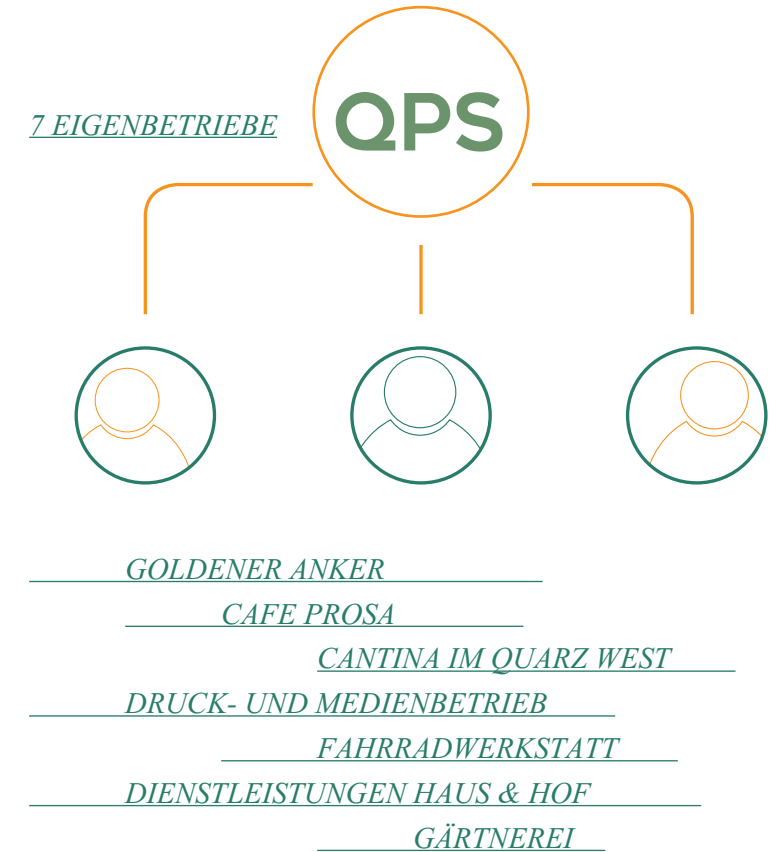 QPS
7 EIGENBETRIEBE
GOLDENER ANKER
CAFE PROSA
CANTINA IM QUARZ WEST
DRUCK- UND MEDIENBETRIEB
FAHRRADWERKSTATT
DIENSTLEISTUNGEN HAUS & HOF
GÄRTNEREI